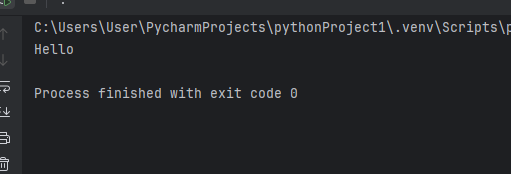 C:\Users\User\PycharmProjects\pythonProject1\.venv\Scripts\p
Hello
Process finished with exit code 0